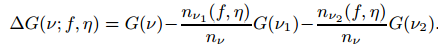 ΔG(ν; f, η) = G(ν) − \frac{n_{ν_1}(f, η)}{n_ν} G(ν_1) − \frac{n_{ν_2}(f, η)}{n_ν} G(ν_2).